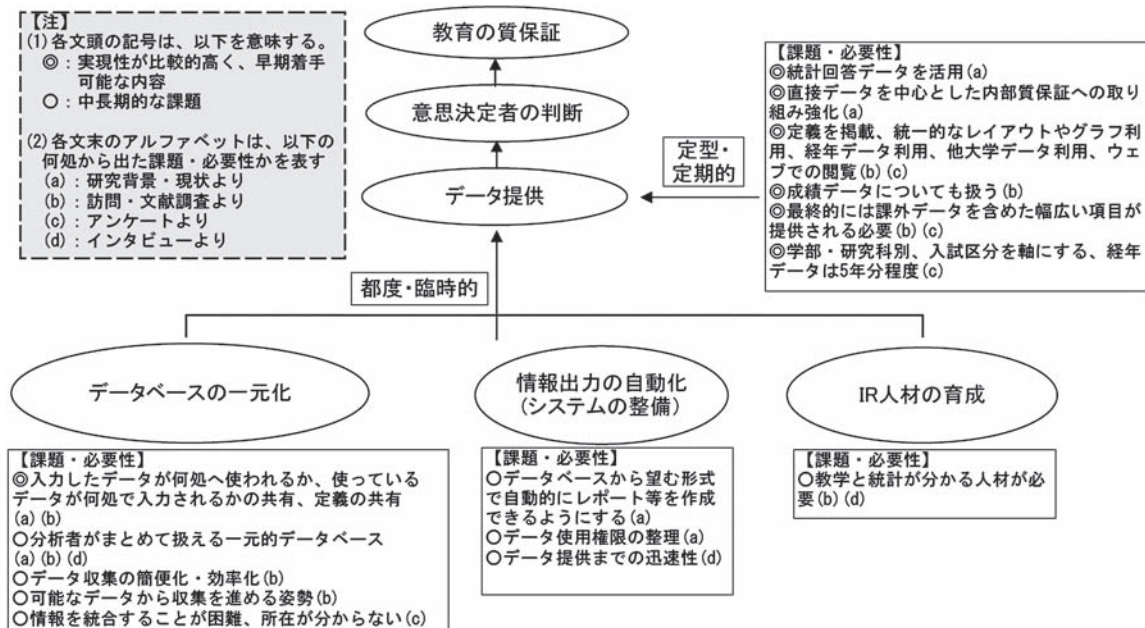 【注】
(1)各文頭の記号は、以下を意味する。
◎：実現性が比較的高く、早期着手
可能な内容
○：中長期的な課題
(2)各文末のアルファベットは、以下の
何処から出た課題・必要性かを表す
(a)：研究背景・現状より
(b)：訪問・文献調査より
(c)：アンケートより
(d)：インタビューより
教育の質保証
意思決定者の判断
データ提供
定型・
定期的
【課題・必要性】
◎統計回答データを活用(a)
◎直接データを中心とした内部質保証への取り
組み強化(a)
◎定義を掲載、統一的なレイアウトやグラフ利
用、経年データ利用、他大学データ利用、ウェ
ブでの閲覧(b)(c)
◎成績データについても扱う(b)
◎最終的には課外データを含めた幅広い項目が
提供される必要(b)(c)
◎学部・研究科別、入試区分を軸にする、経年
データは5年分程度(c)
都度・臨時的
データベースの一元化
【課題・必要性】
◎入力したデータが何処へ使われるか、使っている
データが何処で入力されるかの共有、定義の共有
(a)(b)
○分析者がまとめて扱える一元的データベース
(a)(b)(d)
○データ収集の簡便化・効率化(b)
○可能なデータから収集を進める姿勢(b)
○情報を統合することが困難、所在が分からない(c)
情報出力の自動化
(システムの整備)
【課題・必要性】
○データベースから望む形式
で自動的にレポート等を作成
できるようにする(a)
○データ使用権限の整理(a)
○データ提供までの迅速性(d)
IR人材の育成
【課題・必要性】
○教学と統計が分かる人材が必
要(b)(d)